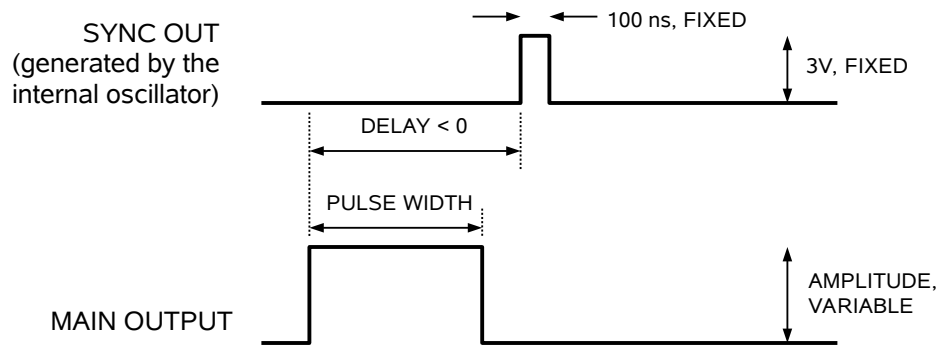 100 ns, FIXED
SYNC OUT
(generated by the
internal oscillator)
3V, FIXED
DELAY < 0
PULSE WIDTH
AMPLITUDE,
VARIABLE
MAIN OUTPUT